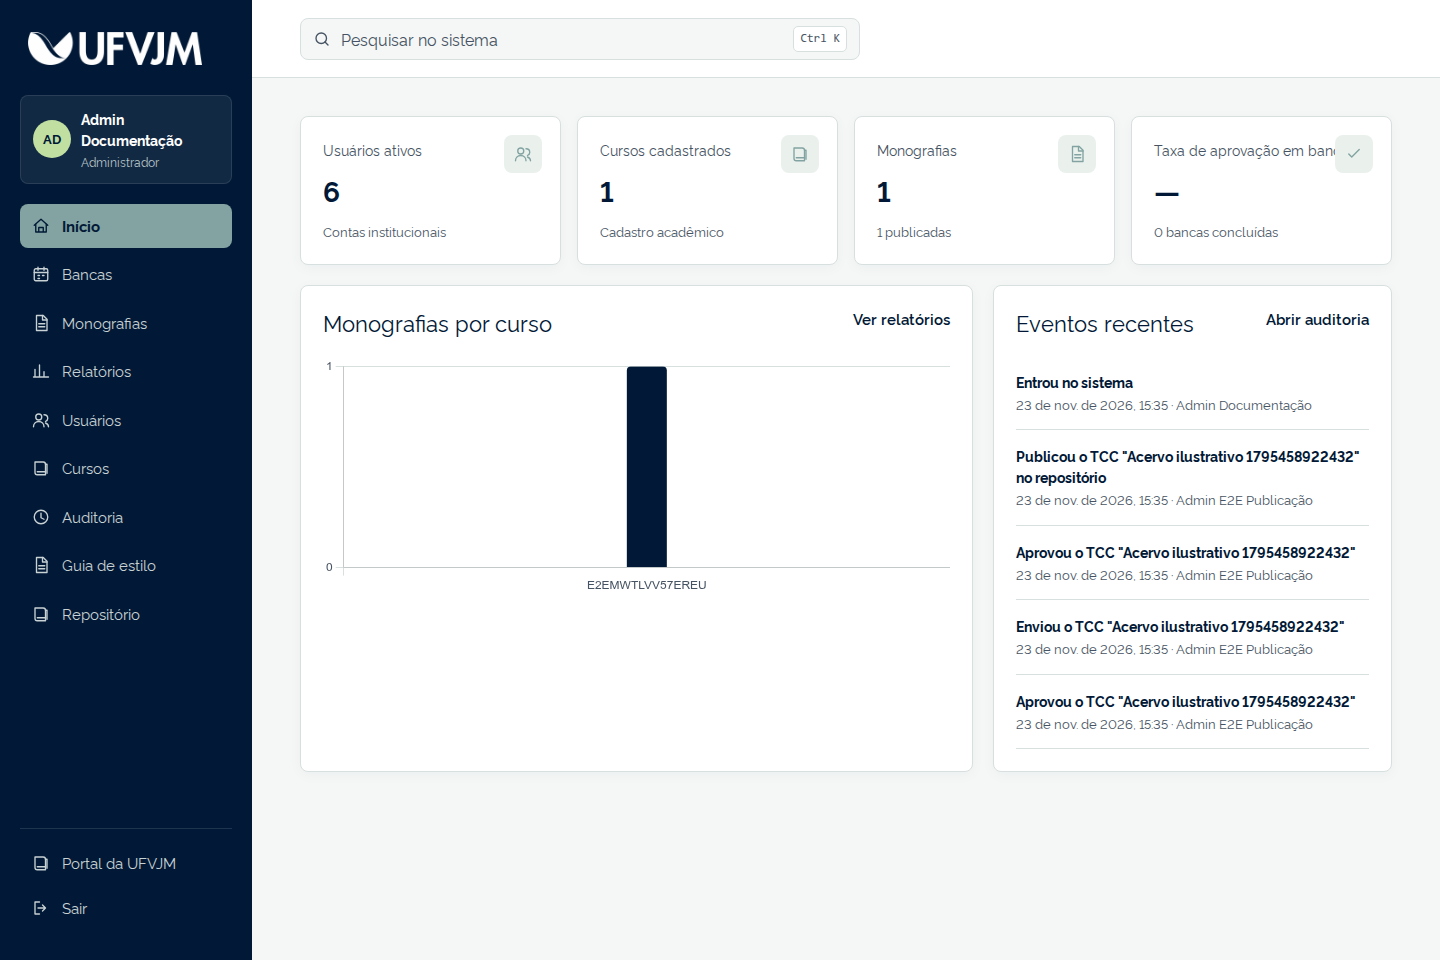 UFVJM
AD
Admin
Documentação
Administrador
Início
Bancas
Monografias
Relatórios
Usuários
Cursos
Auditoria
Guia de estilo
Repositório
Portal da UFVJM
Sair
Pesquisar no sistema
Ctrl K
Usuários ativos
6
Contas institucionais
Cursos cadastrados
1
Cadastro acadêmico
Monografias
1
1 publicadas
Taxa de aprovação em
—
0 bancas concluídas
Monografias por curso
Ver relatórios
1
0
E2EMWTLVV57EREU
Eventos recentes
Abrir auditoria
Entrou no sistema
23 de nov. de 2026, 15:35 · Admin Documentação
Publicou o TCC "Acervo ilustrativo 1795458922432"
no repositório
23 de nov. de 2026, 15:35 · Admin E2E Publicação
Aprovou o TCC "Acervo ilustrativo 1795458922432"
23 de nov. de 2026, 15:35 · Admin E2E Publicação
Enviou o TCC "Acervo ilustrativo 1795458922432"
23 de nov. de 2026, 15:35 · Admin E2E Publicação
Aprovou o TCC "Acervo ilustrativo 1795458922432"
23 de nov. de 2026, 15:35 · Admin E2E Publicação